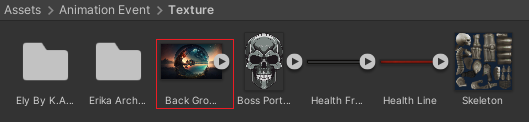 Assets > Animation Event > Texture
Ely By K.A... Erika Arch... Back Gro... Boss Port... Health Fr... Health Line Skeleton